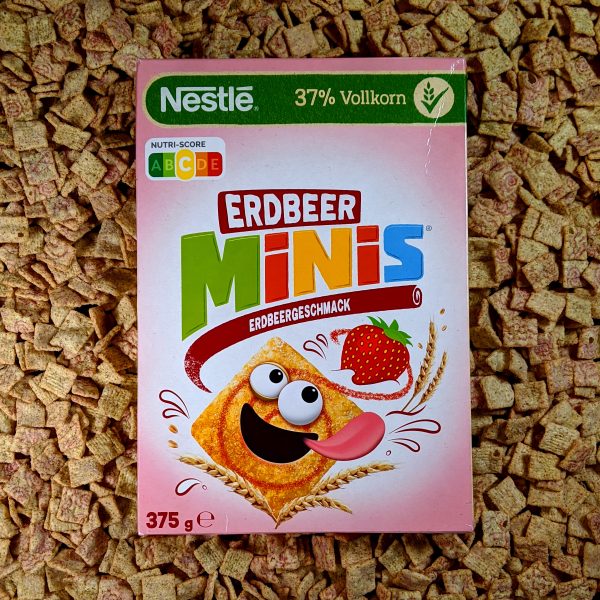 Nestlé®
37% Vollkorn
NUTRI-SCORE
A B C D E
ERDBEER
MiNiS®
ERDBEERGESCHMACK
375 g ℮